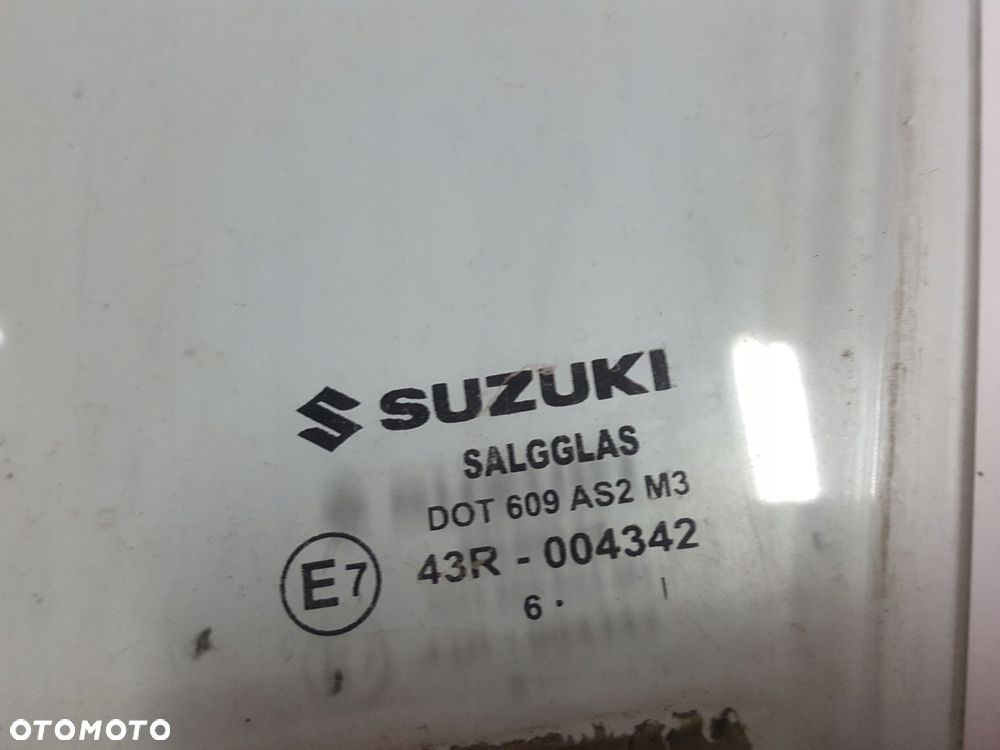 SUZUKI
SALGGLAS
DOT 609 AS2 M3
E7 43R - 004342
6 ·
OTOMOTO